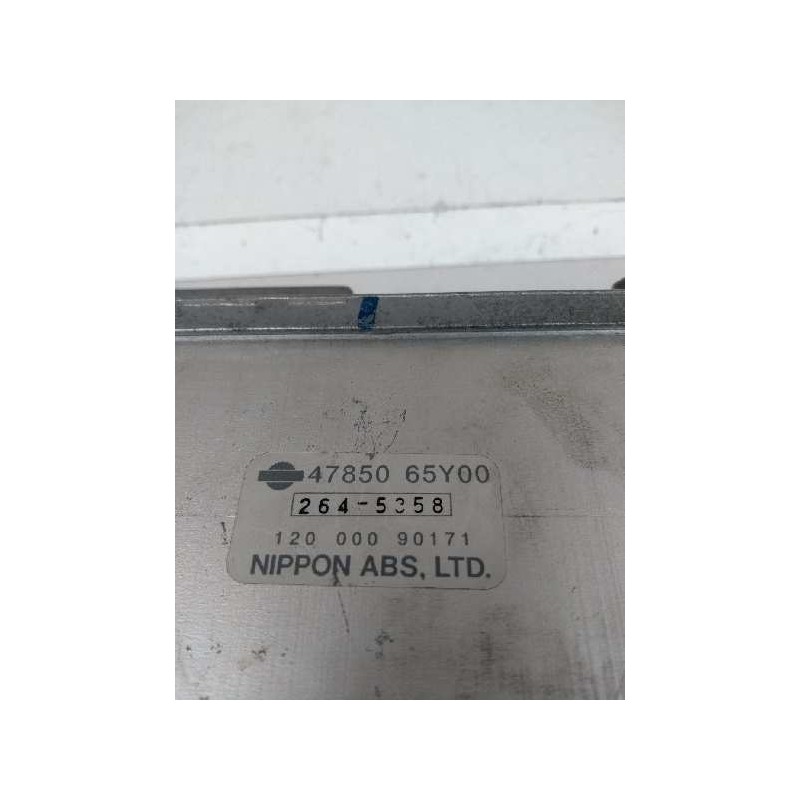 47850 65Y00
264-5358
120 000 90171
NIPPON ABS, LTD.